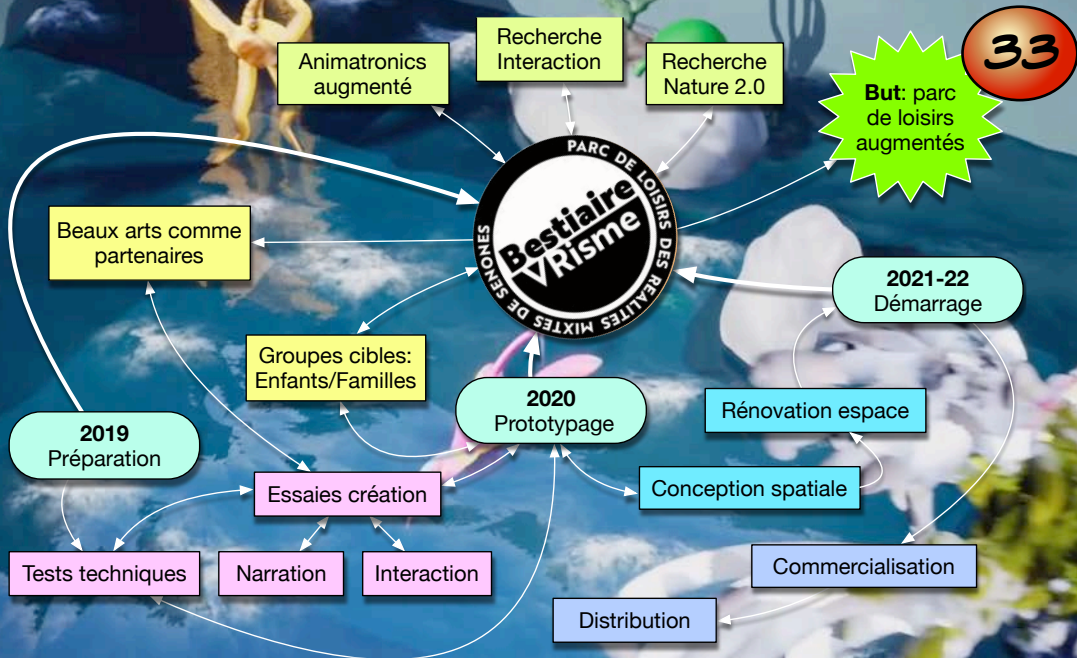 Animatronics
augmenté
Recherche
Interaction
Recherche
Nature 2.0
But: parc
de loisirs
augmentés
33
PARC DE LOISIRS DES REALITES MIXTES DE SENONES
Bestiaire
VRisme
Beaux arts comme
partenaires
2021-22
Démarrage
Groupes cibles:
Enfants/Familles
2020
Prototypage
Rénovation espace
2019
Préparation
Essaies création
Conception spatiale
Tests techniques
Narration
Interaction
Commercialisation
Distribution